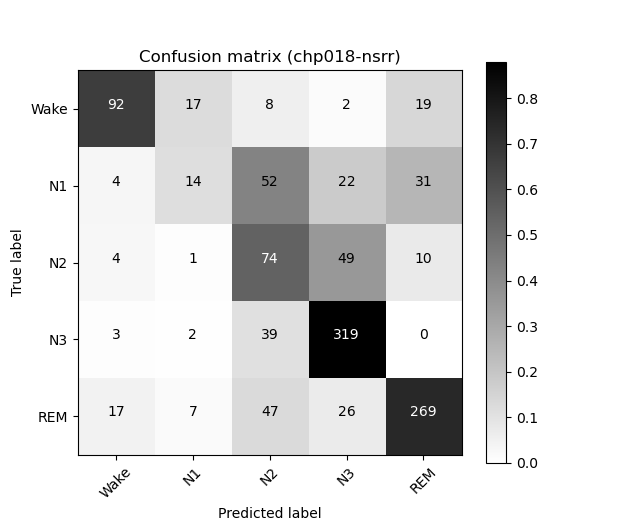 Confusion matrix (chp018-nsrr)
Wake 92 17 8 2 19
N1 4 14 52 22 31
N2 4 1 74 49 10
N3 3 2 39 319 0
REM 17 7 47 26 269
Wake N1 N2 N3 REM
Predicted label
True label
0.8
0.7
0.6
0.5
0.4
0.3
0.2
0.1
0.0